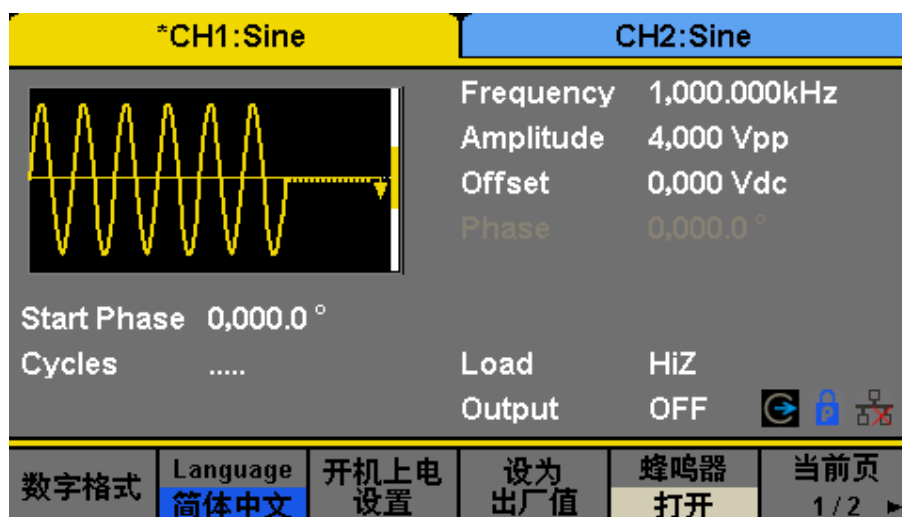 *CH1:Sine
CH2:Sine
Frequency 1,000.000kHz
Amplitude 4,000 Vpp
Offset 0,000 Vdc
Phase 0,000.0 °
Start Phase 0,000.0 °
Cycles .....
Load HiZ
Output OFF
P
数字格式
Language
简体中文
开机上电
设置
设为
出厂值
蜂鸣器
打开
当前页
1/2